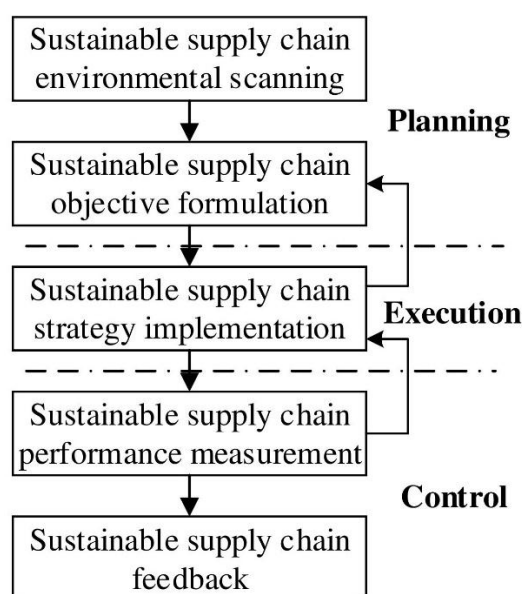 Sustainable supply chain
environmental scanning
Planning
Sustainable supply chain
objective formulation
Sustainable supply chain
strategy implementation
Execution
Sustainable supply chain
performance measurement
Control
Sustainable supply chain
feedback